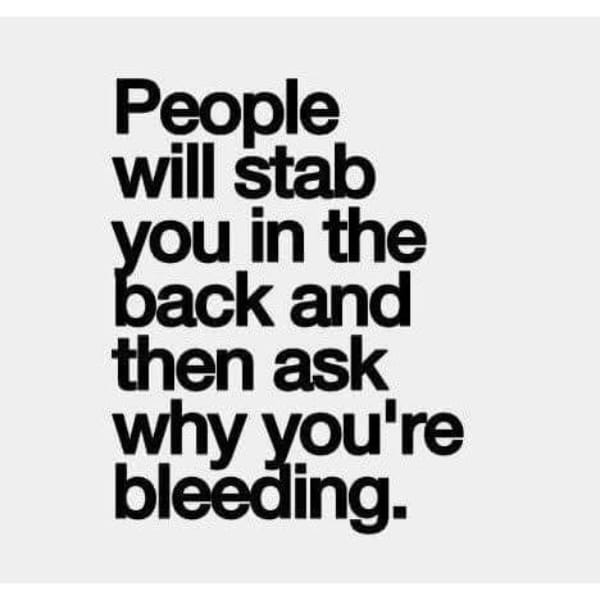 People
will stab
you in the
back and
then ask
why you're
bleeding.